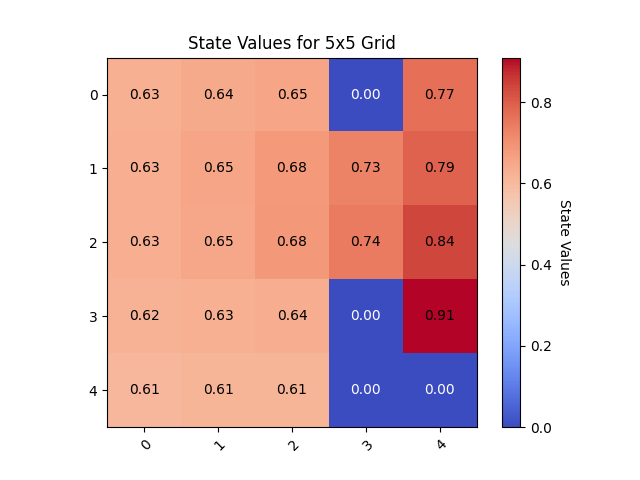 State Values for 5x5 Grid
0 0.63 0.64 0.65 0.00 0.77
1 0.63 0.65 0.68 0.73 0.79
2 0.63 0.65 0.68 0.74 0.84
3 0.62 0.63 0.64 0.00 0.91
4 0.61 0.61 0.61 0.00 0.00
0 1 2 3 4
0.8
0.6
0.4
0.2
0.0
State Values